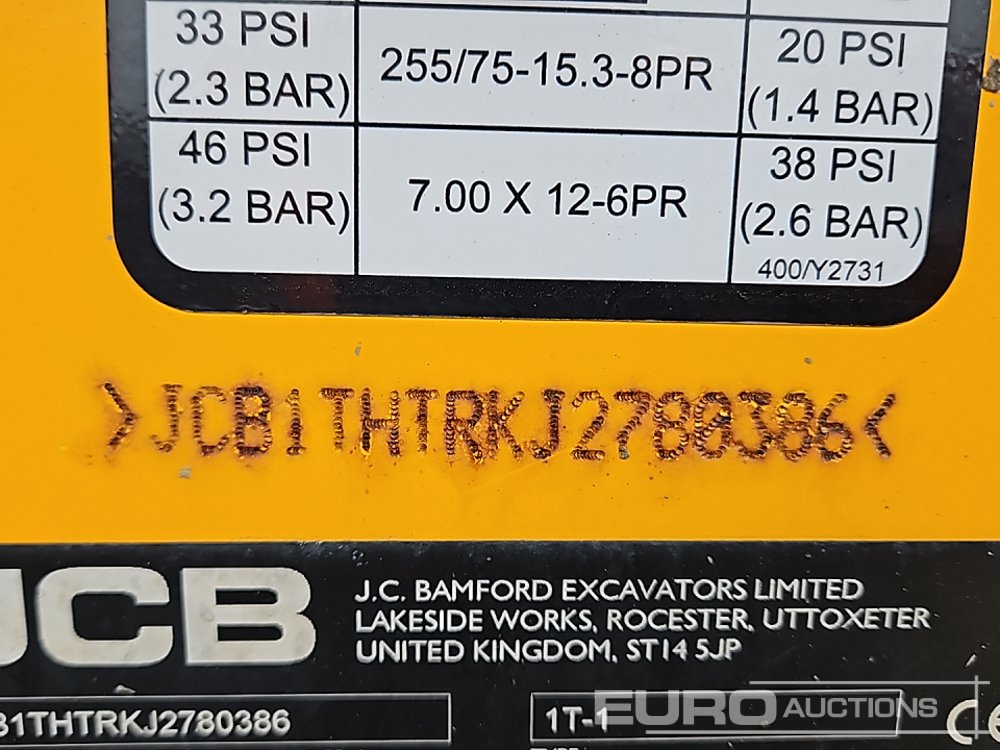 33 PSI
(2.3 BAR)
255/75-15.3-8PR
20 PSI
(1.4 BAR)
46 PSI
(3.2 BAR)
7.00 X 12-6PR
38 PSI
(2.6 BAR)
400/Y2731
>JCB1THTRKJ2780386<
JCB
J.C. BAMFORD EXCAVATORS LIMITED
LAKESIDE WORKS, ROCESTER, UTTOXETER
UNITED KINGDOM, ST14 5JP
B1THTRKJ2780386
1T-1
EURO AUCTIONS
CE